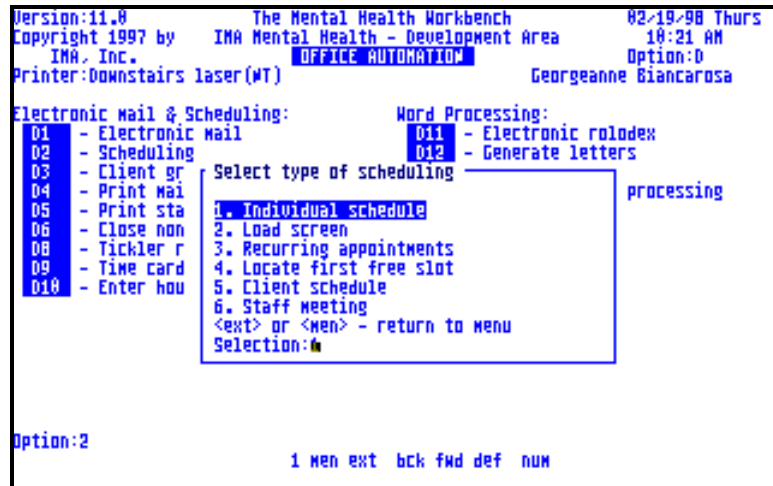 Version:11.0 The Mental Health Workbench 02/19/98 Thurs
Copyright 1997 by IMA Mental Health - Development Area 10:21 AM
IMA, Inc. OFFICE AUTOMATION Option:D
Printer:Downstairs laser(NT) Georgeanne Biancarosa
Electronic mail & Scheduling: Word Processing:
D1 - Electronic mail D11 - Electronic rolodex
D2 - Scheduling D12 - Generate letters
D3 - Client gr Select type of scheduling
D4 - Print mai processing
D5 - Print sta 1. Individual schedule
D6 - Close non 2. Load screen
D8 - Tickler r 3. Recurring appointments
D9 - Time card 4. Locate first free slot
D10 - Enter hou 5. Client schedule
6. Staff meeting
<ext> or <men> - return to menu
Selection:
Option:2
1 men ext bck fwd def num